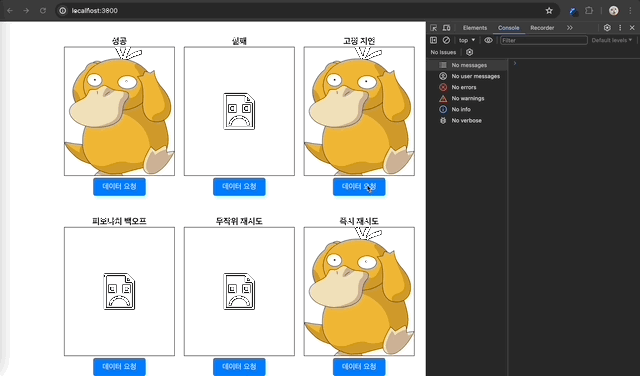 localhost:3800
Elements Console Recorder
top Filter Default levels
No Issues
No messages
No user messages
No errors
No warnings
No info
No verbose
성공 실패 고정 지연
데이터 요청 데이터 요청 데이터 요청
피보나치 백오프 무작위 재시도 즉시 재시도
데이터 요청 데이터 요청 데이터 요청